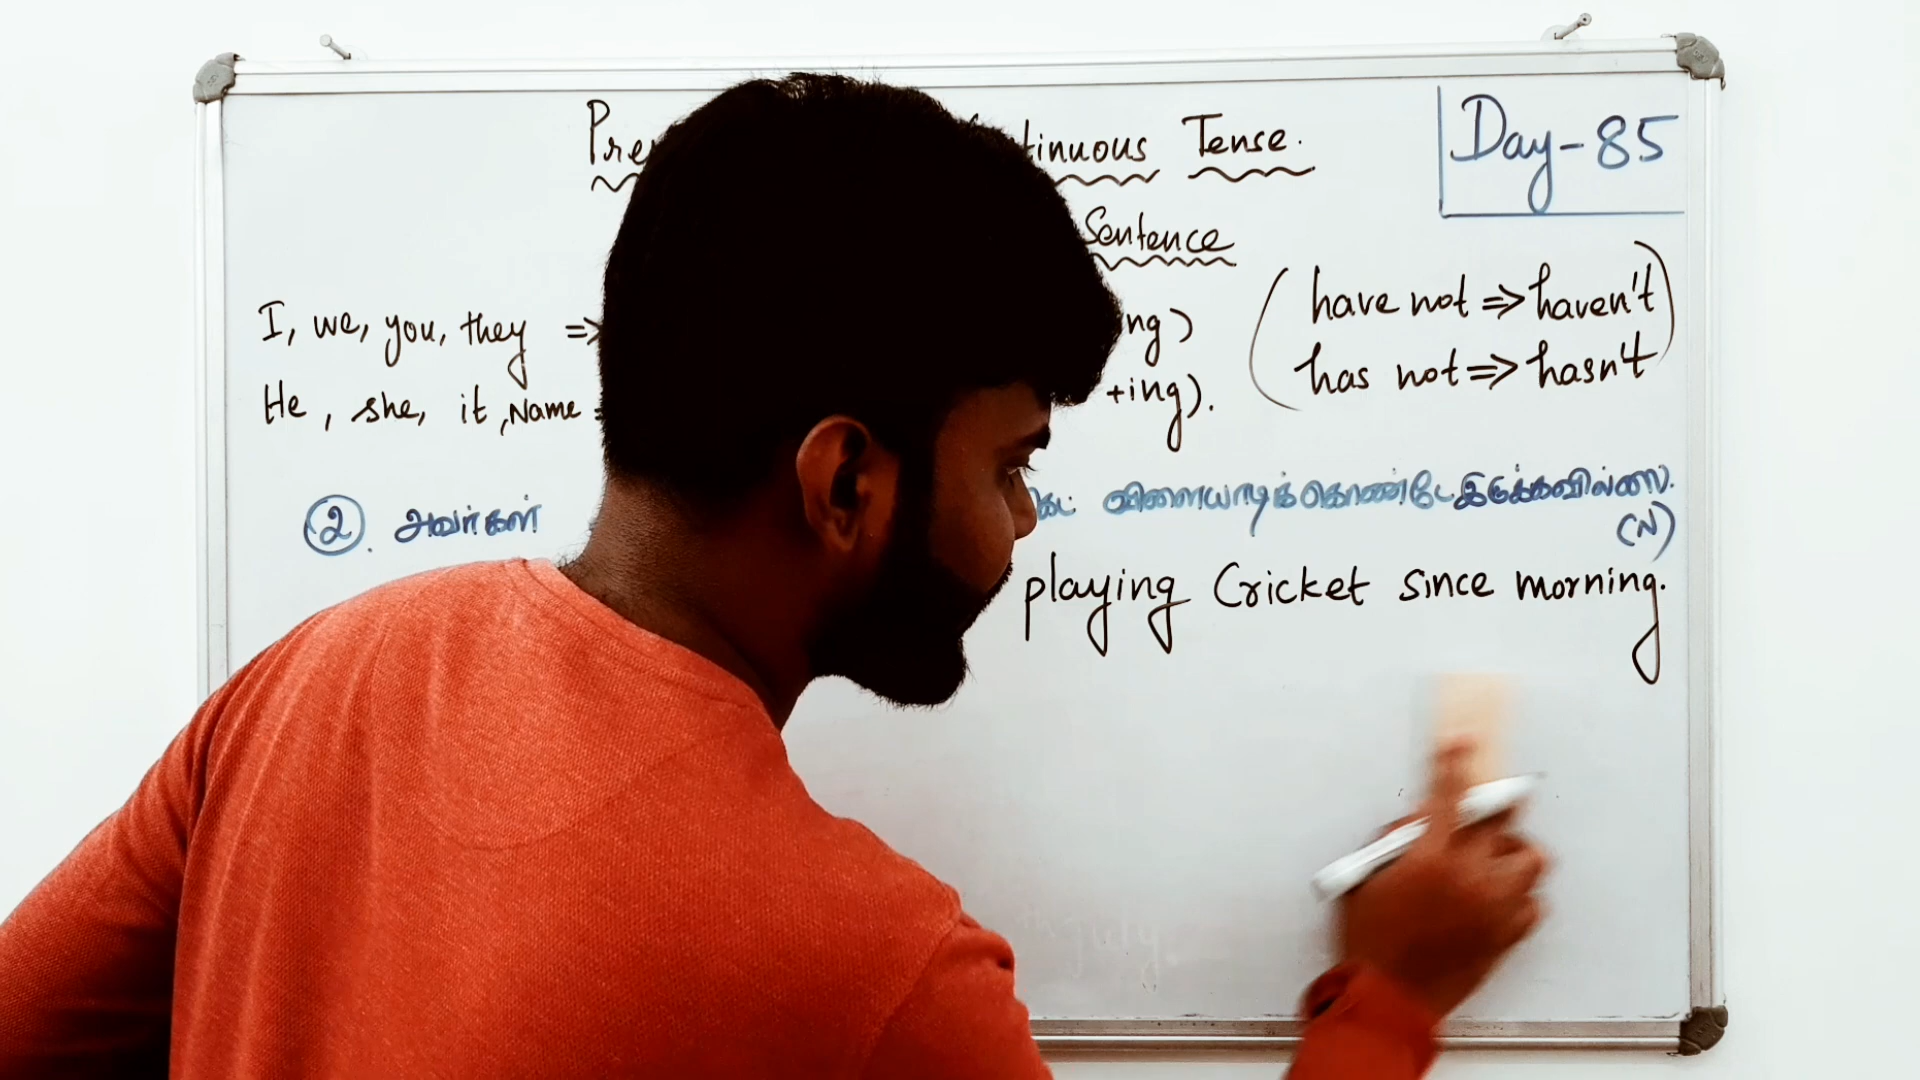 Pre tinuous Tense.
Day-85
Sentence
I, we, you, they => ng)
(have not => haven't
He, she, it, Name = +ing).
has not => hasn't)
② . அவர்கள் விளையாடிக்கொண்டே இருக்கவில்லை.
(N)
playing Cricket since morning.